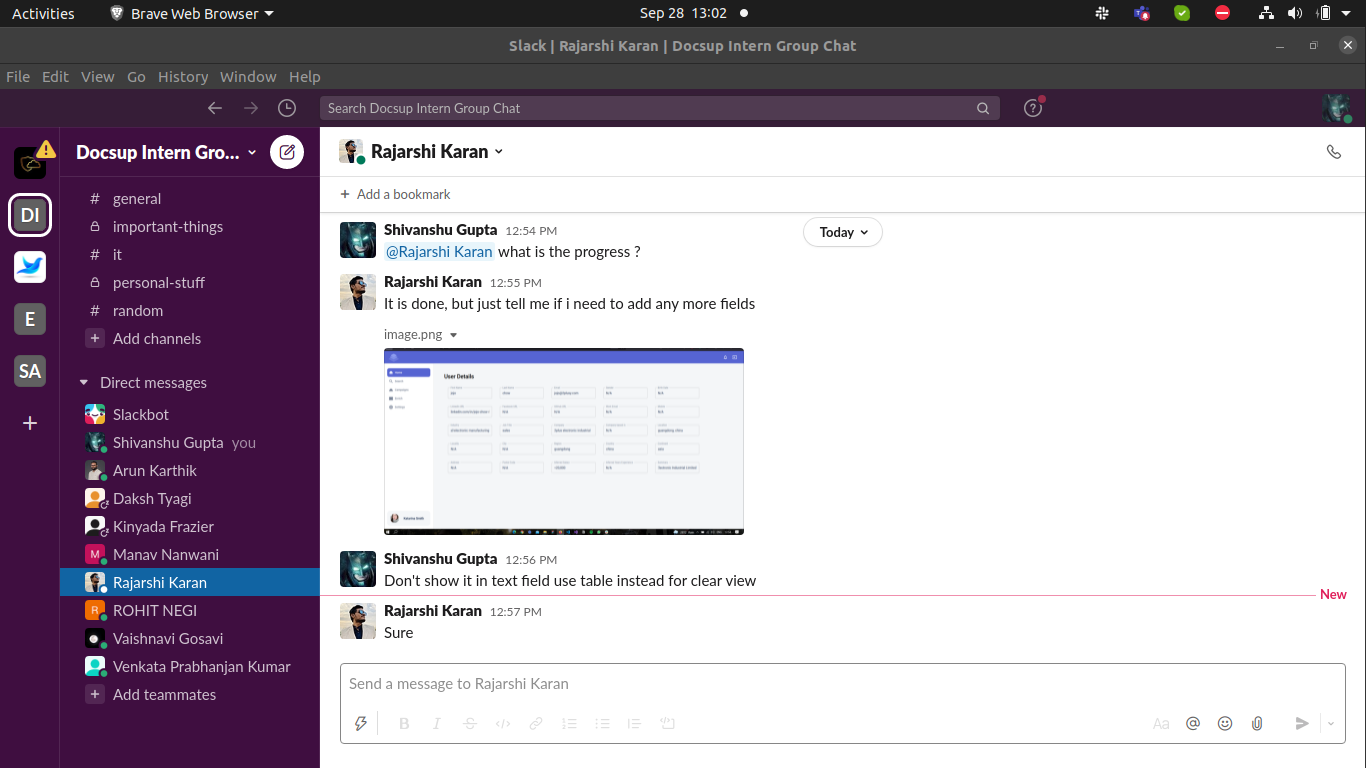 Activities
Brave Web Browser
Sep 28 13:02
Slack | Rajarshi Karan | Docsup Intern Group Chat
File Edit View Go History Window Help
Search Docsup Intern Group Chat
DI
E
SA
Docsup Intern Gro...
# general
important-things
# it
personal-stuff
# random
+ Add channels
Direct messages
Slackbot
Shivanshu Gupta you
Arun Karthik
Daksh Tyagi
Kinyada Frazier
M Manav Nanwani
Rajarshi Karan
R ROHIT NEGI
Vaishnavi Gosavi
Venkata Prabhanjan Kumar
+ Add teammates
Rajarshi Karan
+ Add a bookmark
Today
Shivanshu Gupta 12:54 PM
@Rajarshi Karan what is the progress ?
Rajarshi Karan 12:55 PM
It is done, but just tell me if i need to add any more fields
image.png
User Details
Shivanshu Gupta 12:56 PM
Don't show it in text field use table instead for clear view
New
Rajarshi Karan 12:57 PM
Sure
Send a message to Rajarshi Karan
B I S
Aa @